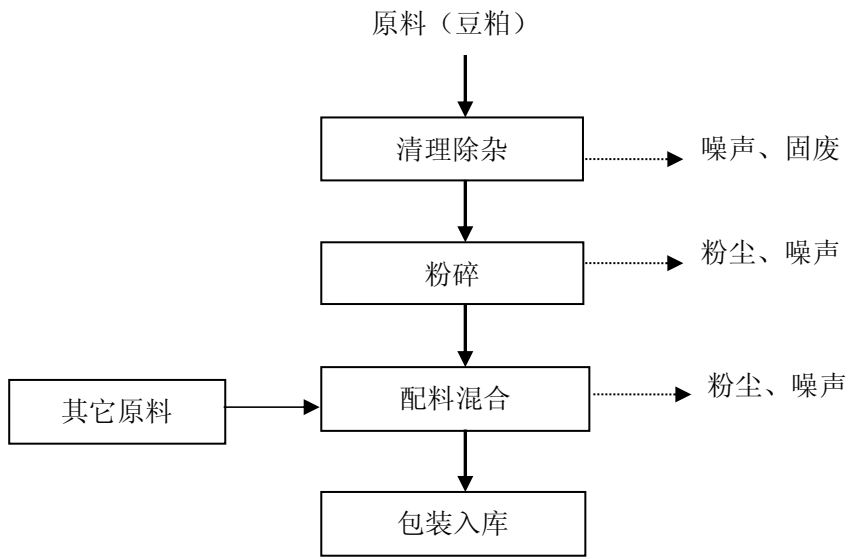 原料（豆粕）
清理除杂
噪声、固废
粉碎
粉尘、噪声
其它原料
配料混合
粉尘、噪声
包装入库